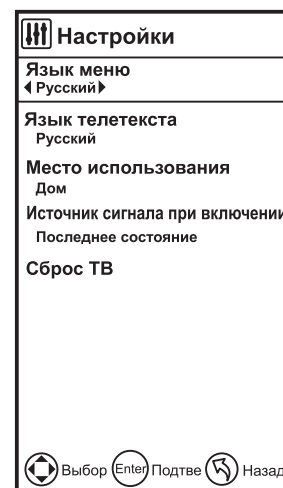 Настройки
Язык меню
Русский
Язык телетекста
Русский
Место использования
Дом
Источник сигнала при включении
Последнее состояние
Сброс ТВ
Выбор Enter Подтве Назад